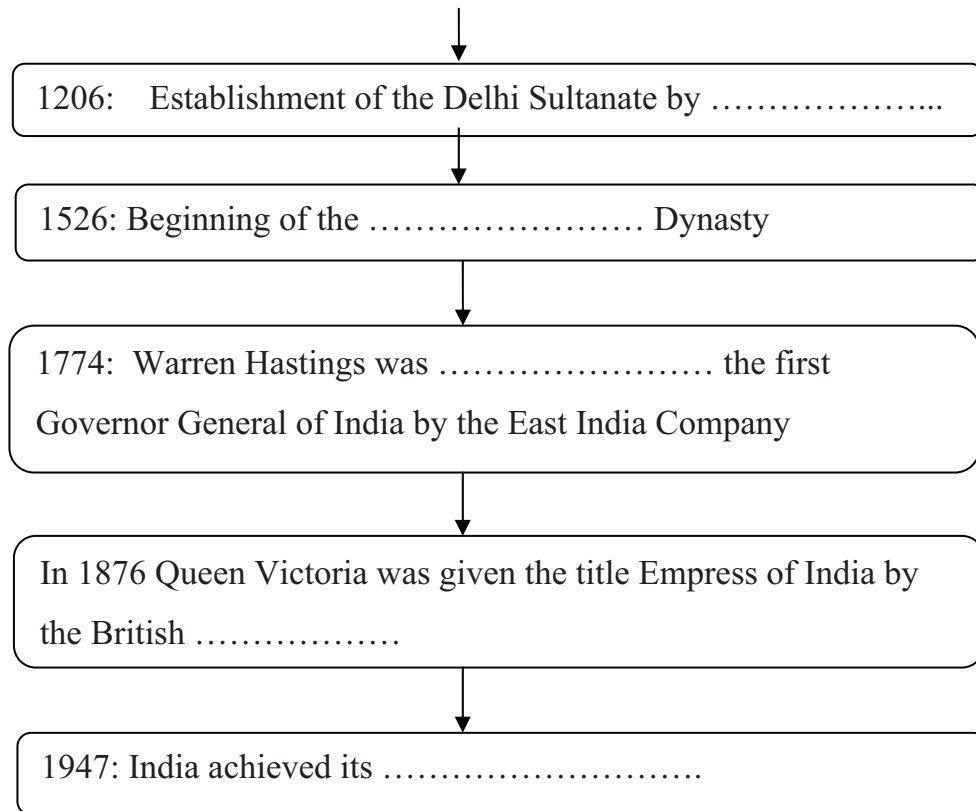 1206: Establishment of the Delhi Sultanate by …………………...
1526: Beginning of the …………………… Dynasty
1774: Warren Hastings was …………………… the first
Governor General of India by the East India Company
In 1876 Queen Victoria was given the title Empress of India by
the British ………………
1947: India achieved its ……………………….